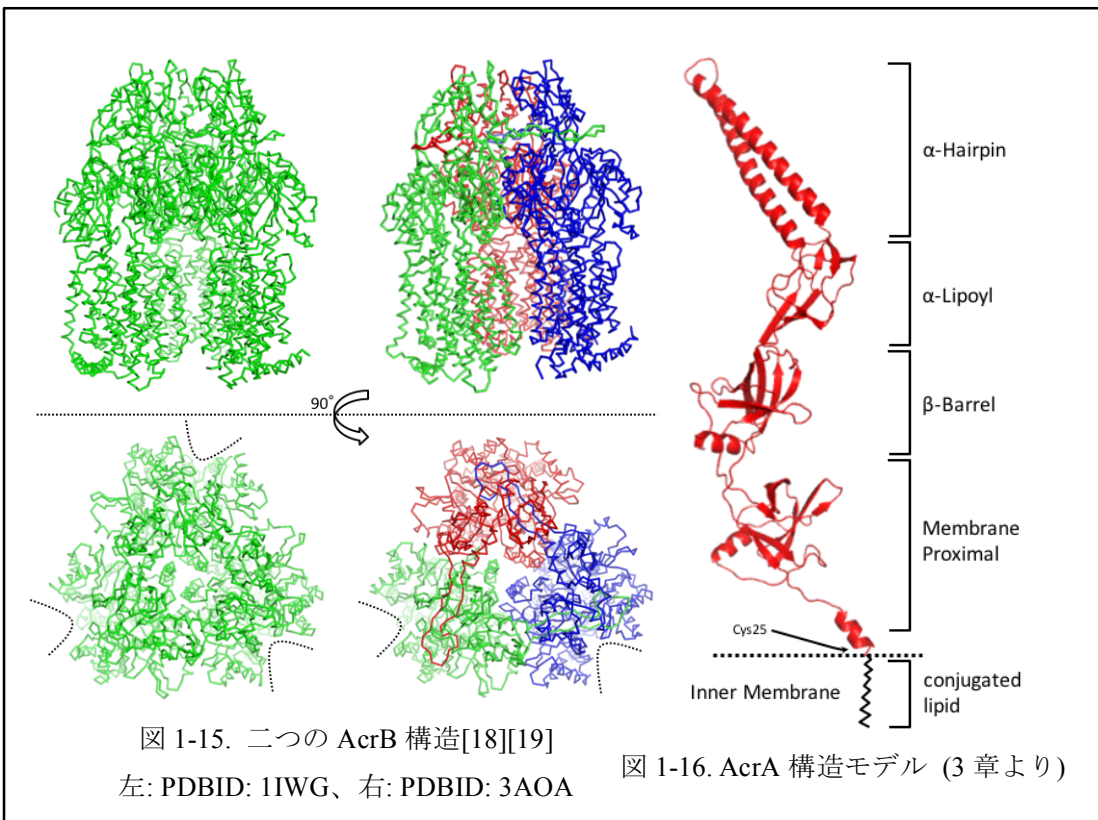 90°
図 1-15. 二つの AcrB 構造[18][19]
左: PDBID: 1IWG、右: PDBID: 3AOA
α-Hairpin
α-Lipoyl
β-Barrel
Membrane
Proximal
Cys25
Inner Membrane
conjugated
lipid
図 1-16. AcrA 構造モデル (3 章より)